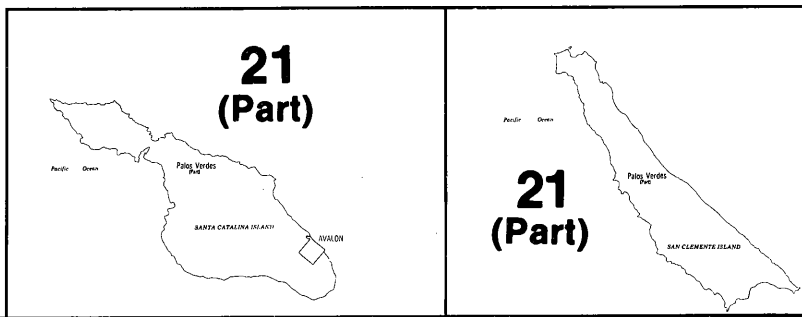 21
(Part)
Palos Verdes
(Part)
Pacific Ocean
SANTA CATALINA ISLAND
AVALON
Pacific Ocean
21
(Part)
Palos Verdes
(Part)
SAN CLEMENTE ISLAND